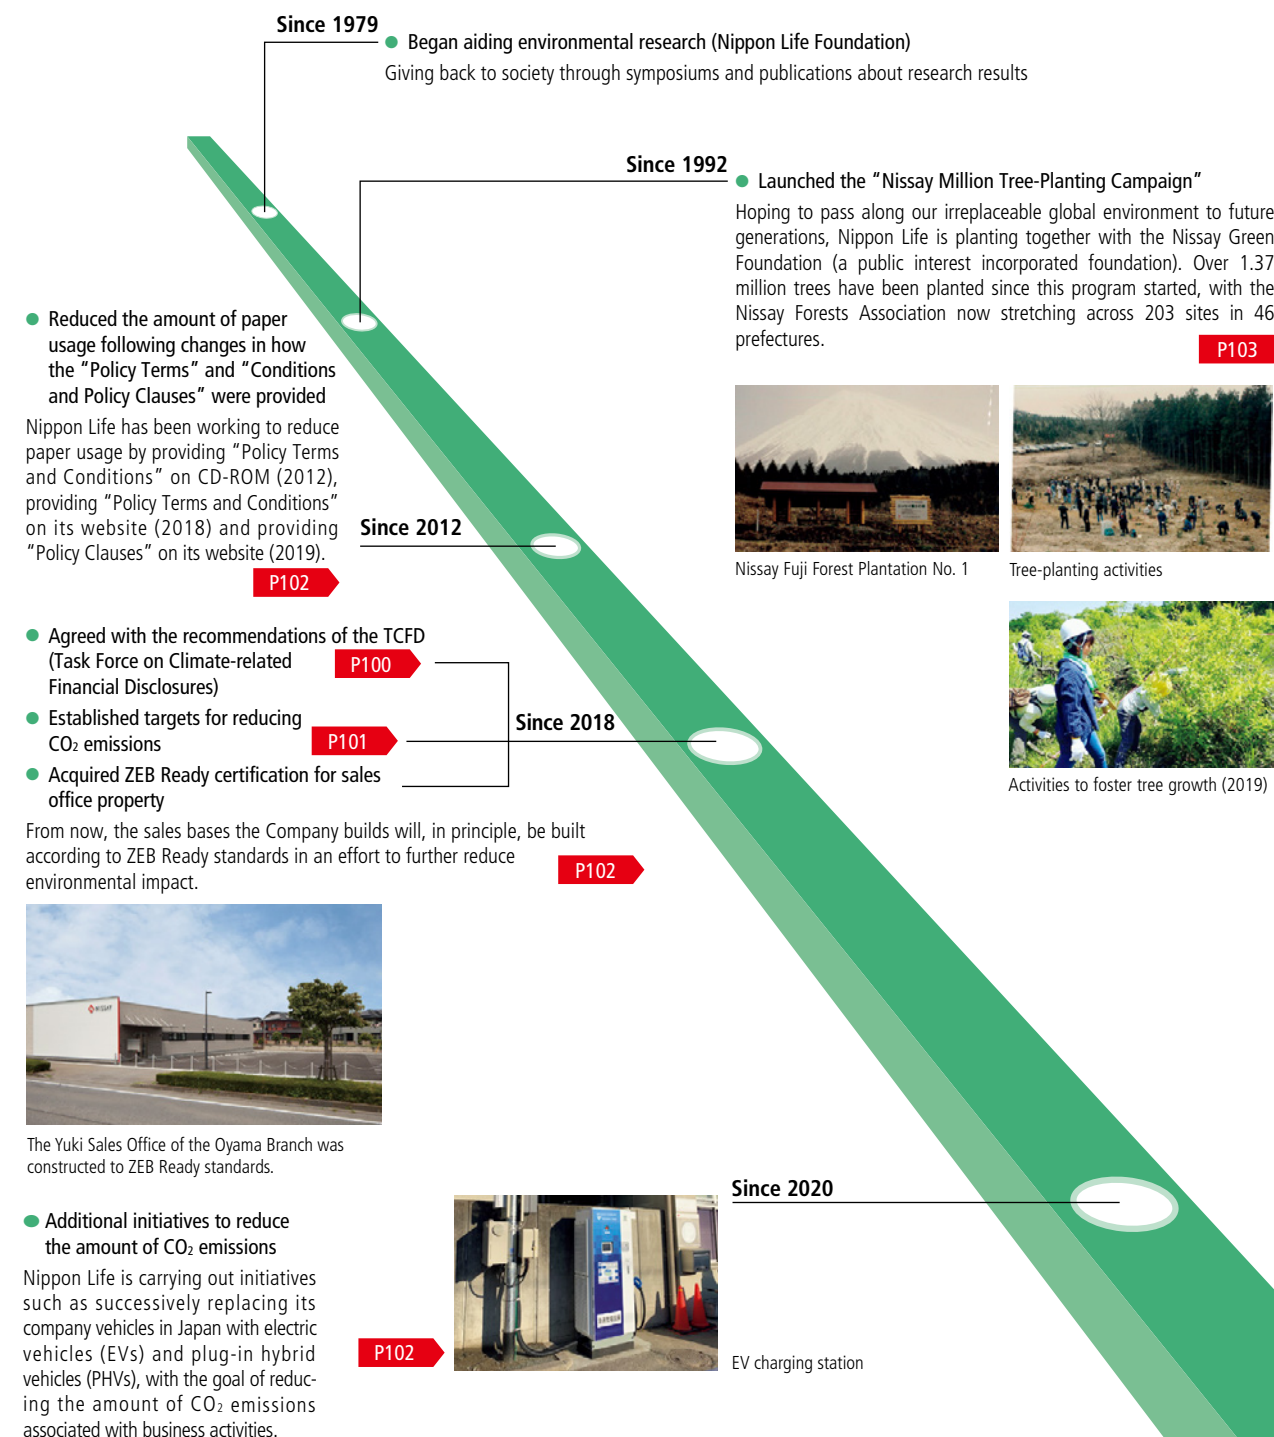 Since 1979
● Began aiding environmental research (Nippon Life Foundation)
Giving back to society through symposiums and publications about research results
Since 1992
● Launched the “Nissay Million Tree-Planting Campaign”
Hoping to pass along our irreplaceable global environment to future
generations, Nippon Life is planting together with the Nissay Green
Foundation (a public interest incorporated foundation). Over 1.37
million trees have been planted since this program started, with the
Nissay Forests Association now stretching across 203 sites in 46
prefectures.
P103
Nissay Fuji Forest Plantation No. 1
Tree-planting activities
Activities to foster tree growth (2019)
● Reduced the amount of paper
usage following changes in how
the “Policy Terms” and “Conditions
and Policy Clauses” were provided
Nippon Life has been working to reduce
paper usage by providing “Policy Terms
and Conditions” on CD-ROM (2012),
providing “Policy Terms and Conditions”
on its website (2018) and providing
“Policy Clauses” on its website (2019).
P102
Since 2012
● Agreed with the recommendations of the TCFD
(Task Force on Climate-related
Financial Disclosures)
P100
● Established targets for reducing
CO₂ emissions
P101
Since 2018
● Acquired ZEB Ready certification for sales
office property
From now, the sales bases the Company builds will, in principle, be built
according to ZEB Ready standards in an effort to further reduce
environmental impact.
P102
NISSAY
The Yuki Sales Office of the Oyama Branch was
constructed to ZEB Ready standards.
Since 2020
● Additional initiatives to reduce
the amount of CO₂ emissions
Nippon Life is carrying out initiatives
such as successively replacing its
company vehicles in Japan with electric
vehicles (EVs) and plug-in hybrid
vehicles (PHVs), with the goal of reduc-
ing the amount of CO₂ emissions
associated with business activities.
P102
EV charging station